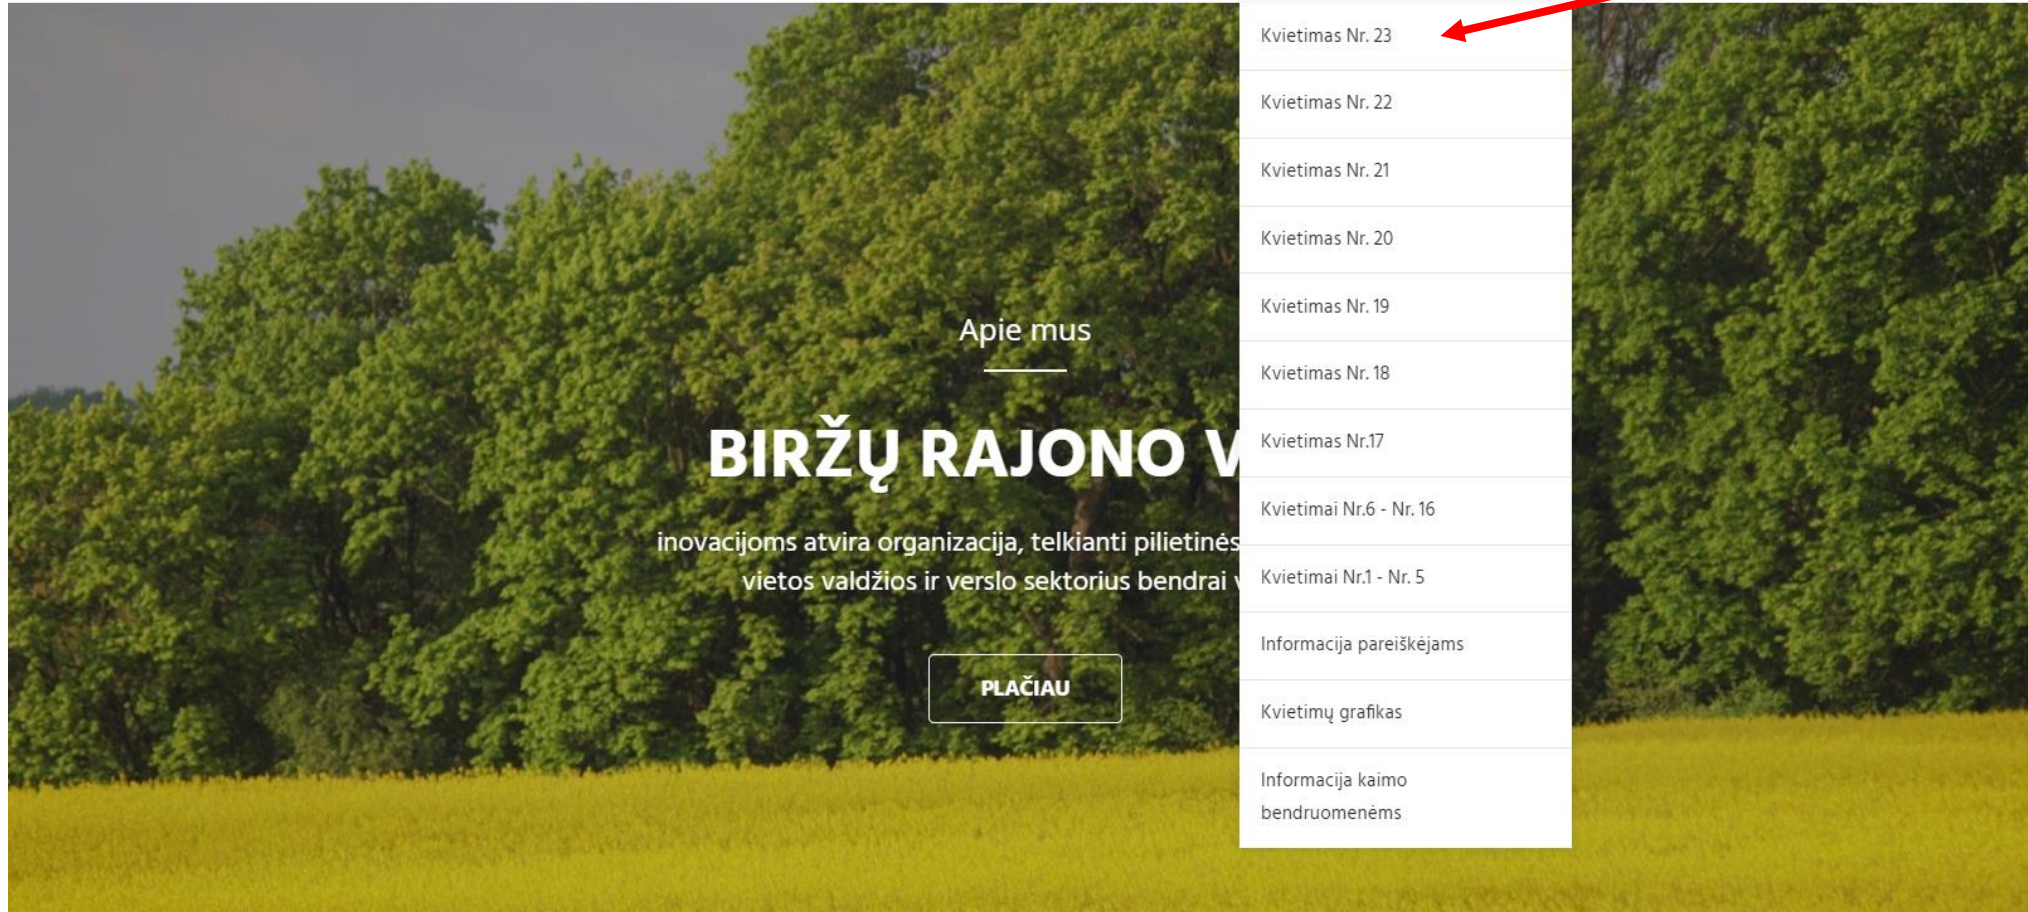 Apie mus
BIRŽŲ RAJONO V
inovacijoms atvira organizacija, telkianti pilietinės
vietos valdžios ir verslo sektorius bendrai
PLAČIAU
Kvietimas Nr. 23
Kvietimas Nr. 22
Kvietimas Nr. 21
Kvietimas Nr. 20
Kvietimas Nr. 19
Kvietimas Nr. 18
Kvietimas Nr.17
Kvietimai Nr.6 - Nr. 16
Kvietimai Nr.1 - Nr. 5
Informacija pareiškėjams
Kvietimų grafikas
Informacija kaimo
bendruomenėms